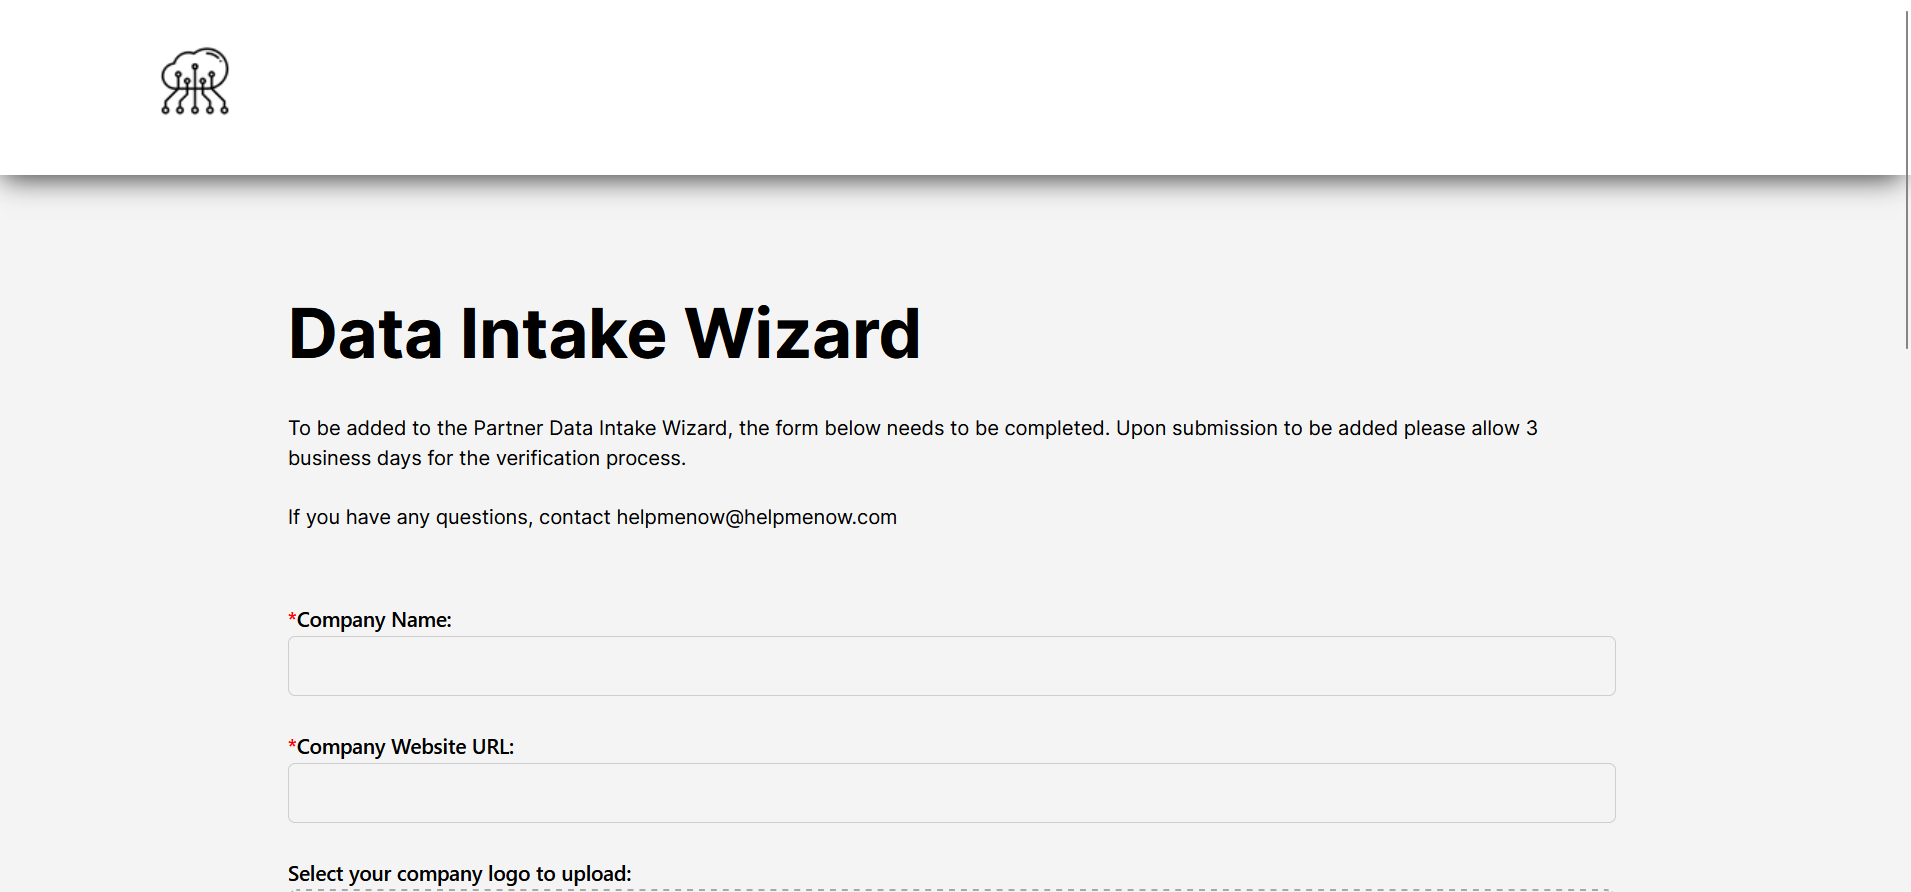 Data Intake Wizard
To be added to the Partner Data Intake Wizard, the form below needs to be completed. Upon submission to be added please allow 3
business days for the verification process.
If you have any questions, contact helpmenow@helpmenow.com
*Company Name:
*Company Website URL:
Select your company logo to upload: